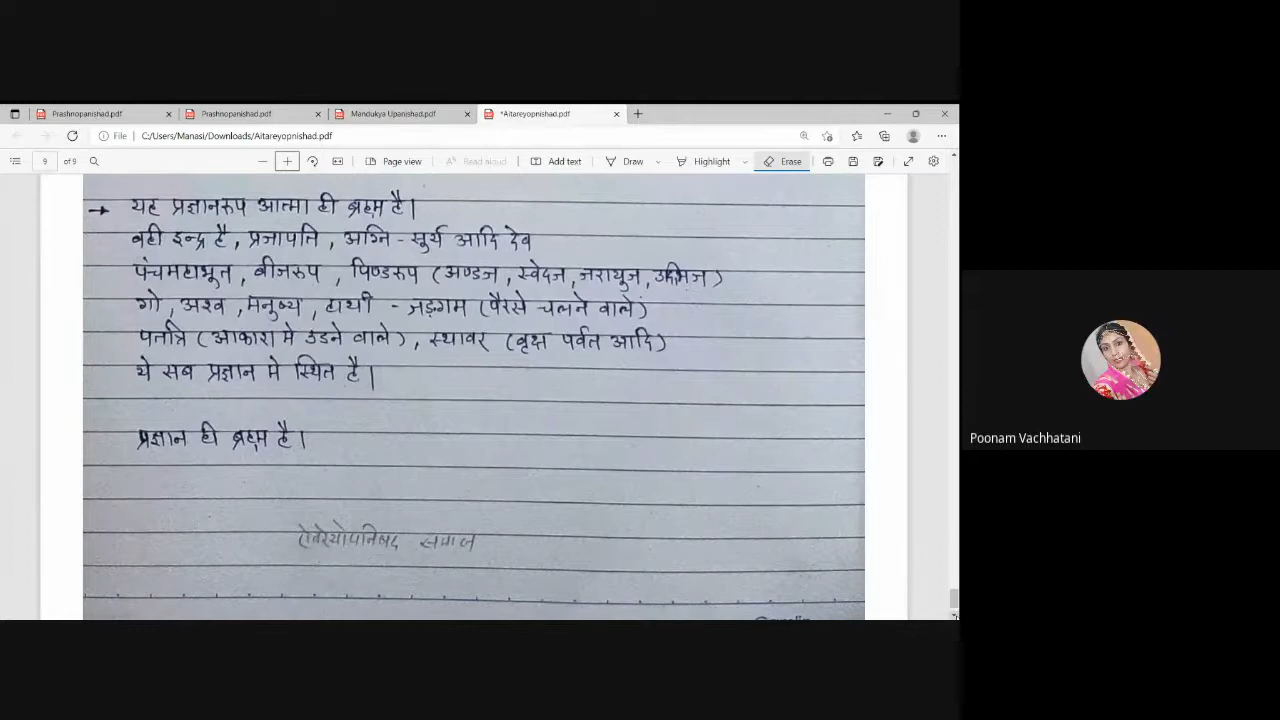 Prashnopanishad.pdf
Prashnopanishad.pdf
Mandukya Upanishad.pdf
*Aitareyopnishad.pdf
File C:/Users/Manasi/Downloads/Aitareyopnishad.pdf
9 of 9 Page view Read aloud Add text Draw Highlight Erase
→ यह प्रज्ञानरुप आत्मा ही ब्रह्म है।
वही इन्द्र है, प्रजापति, अग्नि - सुर्य आदि देव
पंचमहाभूत, बीजरुप, पिण्डरुप (अण्डज, स्वेदज, जरायुज, उद्भिज)
गो, अश्व, मनुष्य, हाथी - जङ्गम (पैरसे चलने वाले)
पतत्रि (आकाश मे उडने वाले), स्थावर (वृक्ष पर्वत आदि)
ये सब प्रज्ञान मे स्थित है।
प्रज्ञान ही ब्रह्म है।
ऐतरेयोपनिषद
Poonam Vachhatani